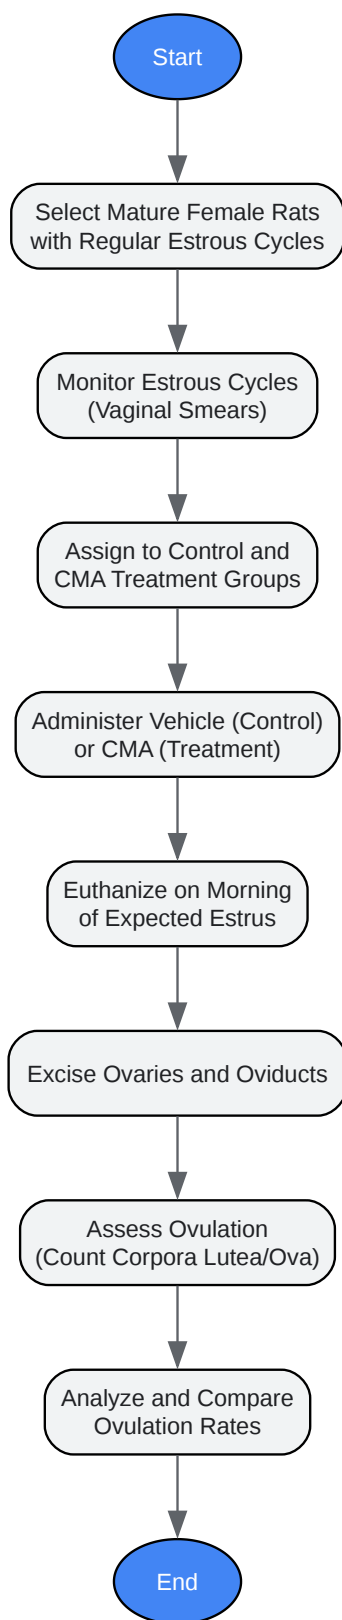 Start
Select Mature Female Rats
with Regular Estrous Cycles
Monitor Estrous Cycles
(Vaginal Smears)
Assign to Control and
CMA Treatment Groups
Administer Vehicle (Control)
or CMA (Treatment)
Euthanize on Morning
of Expected Estrus
Excise Ovaries and Oviducts
Assess Ovulation
(Count Corpora Lutea/Ova)
Analyze and Compare
Ovulation Rates
End